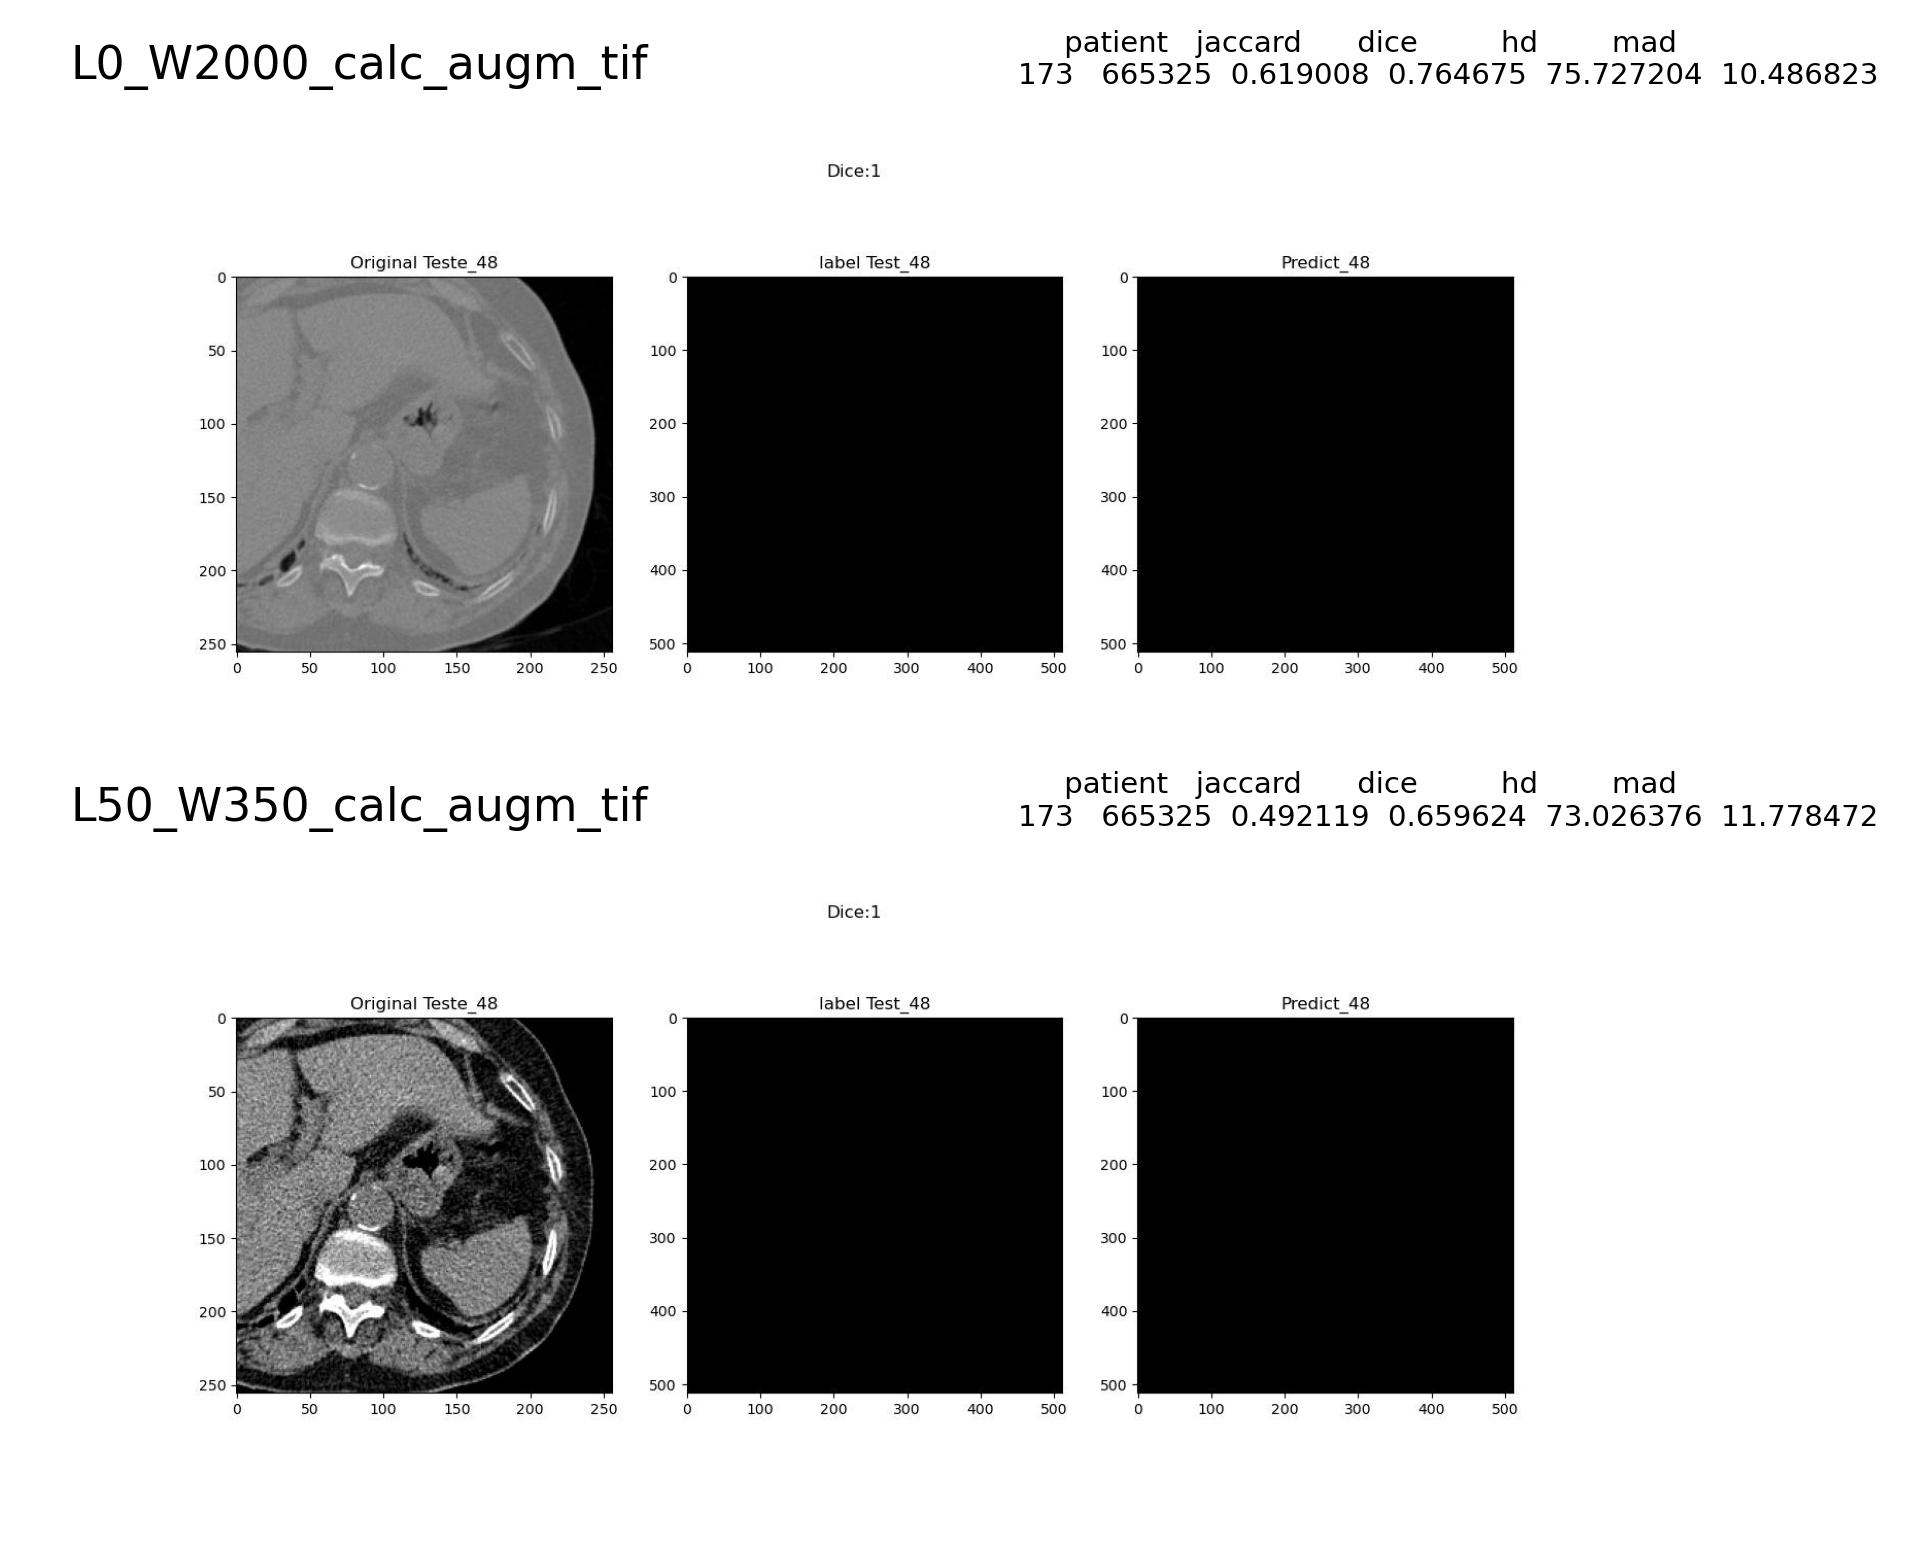 L0_W2000_calc_augm_tif
patient jaccard dice hd mad
173 665325 0.619008 0.764675 75.727204 10.486823
Dice:1
Original Teste_48
label Test_48
Predict_48
0
50
100
150
200
250
0 50 100 150 200 250
0
100
200
300
400
500
0 100 200 300 400 500
0
100
200
300
400
500
0 100 200 300 400 500
L50_W350_calc_augm_tif
patient jaccard dice hd mad
173 665325 0.492119 0.659624 73.026376 11.778472
Dice:1
Original Teste_48
label Test_48
Predict_48
0
50
100
150
200
250
0 50 100 150 200 250
0
100
200
300
400
500
0 100 200 300 400 500
0
100
200
300
400
500
0 100 200 300 400 500